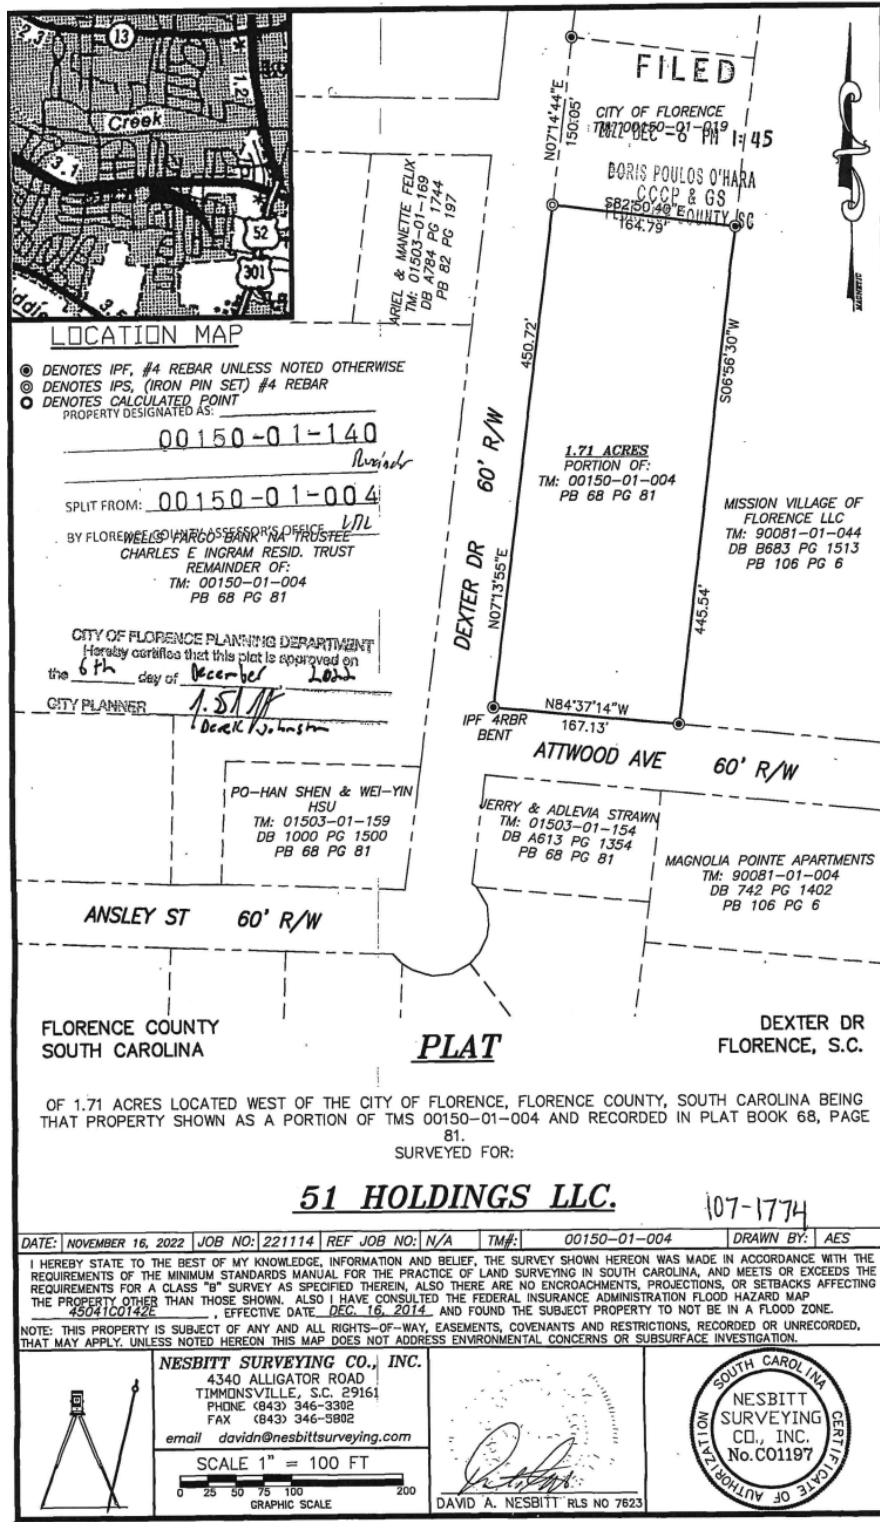 2.3
13
1.2
Creek
3.1
52
301
3.5
LOCATION MAP
DENOTES IPF, #4 REBAR UNLESS NOTED OTHERWISE
DENOTES IPS, (IRON PIN SET) #4 REBAR
DENOTES CALCULATED POINT
PROPERTY DESIGNATED AS:
00150-01-140
SPLIT FROM: 00150-01-004
BY FLORENCE COUNTY ASSESSOR'S OFFICE
WELLS FARGO BANK NA TRUSTEE
CHARLES E INGRAM RESID. TRUST
REMAINDER OF:
TM: 00150-01-004
PB 68 PG 81
CITY OF FLORENCE PLANNING DEPARTMENT
Hereby certifies that this plat is approved on
the 6th day of December 2022
CITY PLANNER
Derek Johnston
ARIEL & MANETTE FELIX
TM: 01503-01-169
DB A784 PG 1744
PB 82 PG 197
N07°14'44"E
150.05'
FILED
CITY OF FLORENCE
TM: 00150-01-019
DEC -6 PM 1:45
DORIS POULOS O'HARA
CCCP & GS
COUNTY SC
S82°50'40"E
164.79'
MAGNETIC
450.72'
N07°13'55"E
DEXTER DR 60' R/W
S06°56'30"W
445.54'
1.71 ACRES
PORTION OF:
TM: 00150-01-004
PB 68 PG 81
MISSION VILLAGE OF
FLORENCE LLC
TM: 90081-01-044
DB B683 PG 1513
PB 106 PG 6
N84°37'14"W
167.13'
IPF 4RBR
BENT
ATTWOOD AVE 60' R/W
PO-HAN SHEN & WEI-YIN
HSU
TM: 01503-01-159
DB 1000 PG 1500
PB 68 PG 81
JERRY & ADLEVIA STRAWN
TM: 01503-01-154
DB A613 PG 1354
PB 68 PG 81
MAGNOLIA POINTE APARTMENTS
TM: 90081-01-004
DB 742 PG 1402
PB 106 PG 6
ANSLEY ST 60' R/W
FLORENCE COUNTY
SOUTH CAROLINA
PLAT
DEXTER DR
FLORENCE, S.C.
OF 1.71 ACRES LOCATED WEST OF THE CITY OF FLORENCE, FLORENCE COUNTY, SOUTH CAROLINA BEING
THAT PROPERTY SHOWN AS A PORTION OF TMS 00150-01-004 AND RECORDED IN PLAT BOOK 68, PAGE
81.
SURVEYED FOR:
51 HOLDINGS LLC.
107-1774
DATE: NOVEMBER 16, 2022 JOB NO: 221114 REF JOB NO: N/A TM#: 00150-01-004 DRAWN BY: AES
I HEREBY STATE TO THE BEST OF MY KNOWLEDGE, INFORMATION AND BELIEF, THE SURVEY SHOWN HEREON WAS MADE IN ACCORDANCE WITH THE
REQUIREMENTS OF THE MINIMUM STANDARDS MANUAL FOR THE PRACTICE OF LAND SURVEYING IN SOUTH CAROLINA, AND MEETS OR EXCEEDS THE
REQUIREMENTS FOR A CLASS "B" SURVEY AS SPECIFIED THEREIN, ALSO THERE ARE NO ENCROACHMENTS, PROJECTIONS, OR SETBACKS AFFECTING
THE PROPERTY OTHER THAN THOSE SHOWN. ALSO I HAVE CONSULTED THE FEDERAL INSURANCE ADMINISTRATION FLOOD HAZARD MAP
45041C0142E, EFFECTIVE DATE DEC. 16, 2014 AND FOUND THE SUBJECT PROPERTY TO NOT BE IN A FLOOD ZONE.
NOTE: THIS PROPERTY IS SUBJECT OF ANY AND ALL RIGHTS-OF-WAY, EASEMENTS, COVENANTS AND RESTRICTIONS, RECORDED OR UNRECORDED,
THAT MAY APPLY. UNLESS NOTED HEREON THIS MAP DOES NOT ADDRESS ENVIRONMENTAL CONCERNS OR SUBSURFACE INVESTIGATION.
NESBITT SURVEYING CO., INC.
4340 ALLIGATOR ROAD
TIMMONSVILLE, S.C. 29161
PHONE (843) 346-3302
FAX (843) 346-5802
email davidn@nesbittsurveying.com
SCALE 1" = 100 FT
0 25 50 75 100 200
GRAPHIC SCALE
DAVID A. NESBITT RLS NO 7623
SOUTH CAROLINA
CERTIFICATE OF AUTHORIZATION
NESBITT
SURVEYING
CO., INC.
No.C01197